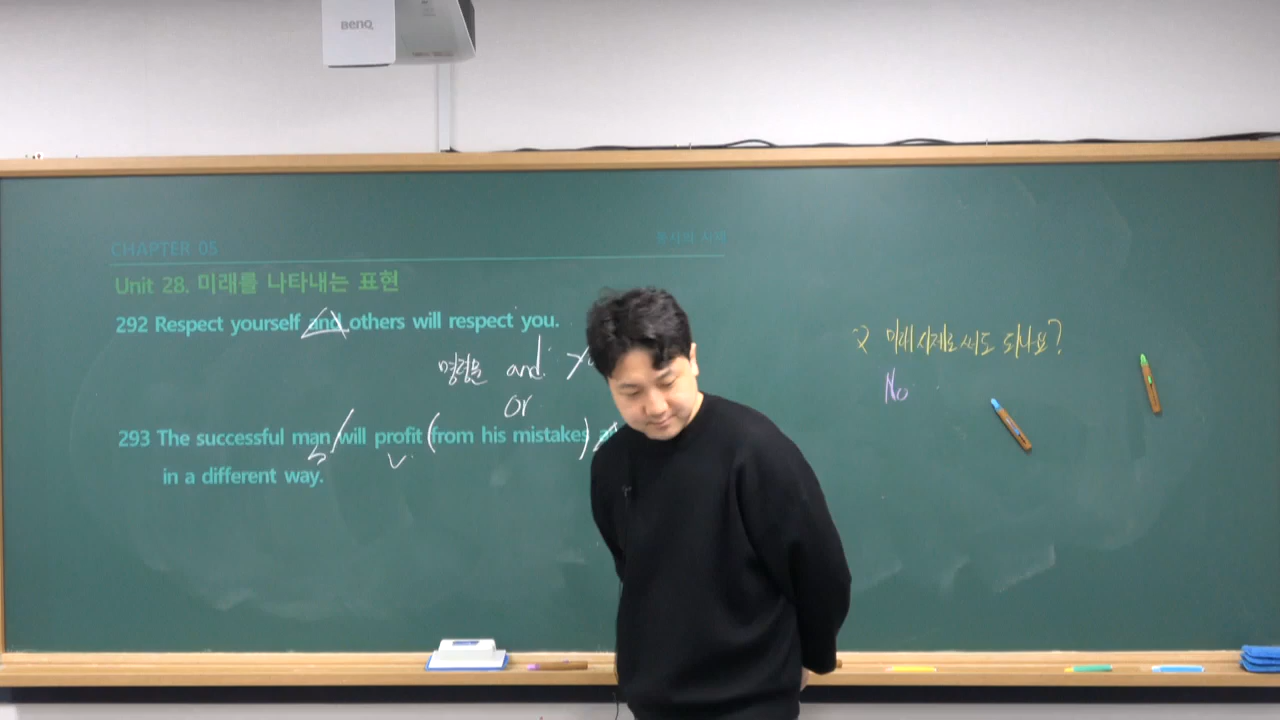 BenQ
CHAPTER 05
동사의 시제
Unit 28. 미래를 나타내는 표현
292 Respect yourself and others will respect you.
명령문 and
or
293 The successful man will profit (from his mistakes)
in a different way.
Q 미래시제로 써도 되나요?
No